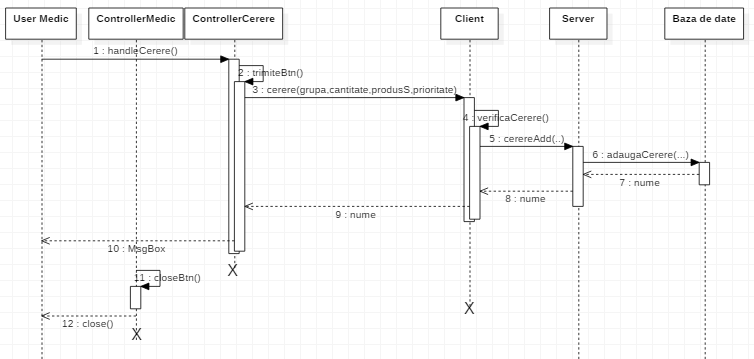 User Medic
ControllerMedic
ControllerCerere
Client
Server
Baza de date
1 : handleCerere()
2 : trimiteBtn()
3 : cerere(grupa,cantitate,produsS,prioritate)
4 : verificaCerere()
5 : cerereAdd(..)
6 : adaugaCerere(...)
7 : nume
8 : nume
9 : nume
10 : MsgBox
X
11 : closeBtn()
X
12 : close()
X